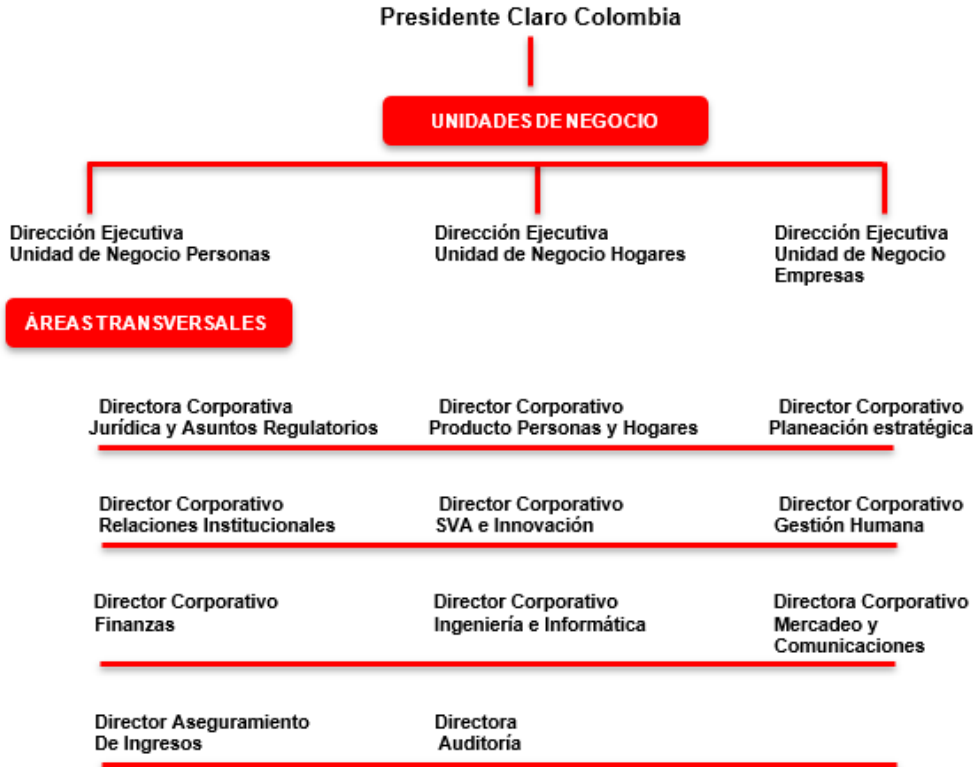 Presidente Claro Colombia
UNIDADES DE NEGOCIO
Dirección Ejecutiva
Unidad de Negocio Personas
Dirección Ejecutiva
Unidad de Negocio Hogares
Dirección Ejecutiva
Unidad de Negocio
Empresas
ÁREAS TRANSVERSALES
Directora Corporativa
Jurídica y Asuntos Regulatorios
Director Corporativo
Producto Personas y Hogares
Director Corporativo
Planeación estratégica
Director Corporativo
Relaciones Institucionales
Director Corporativo
SVA e Innovación
Director Corporativo
Gestión Humana
Director Corporativo
Finanzas
Director Corporativo
Ingeniería e Informática
Directora Corporativo
Mercadeo y
Comunicaciones
Director Aseguramiento
De Ingresos
Directora
Auditoría